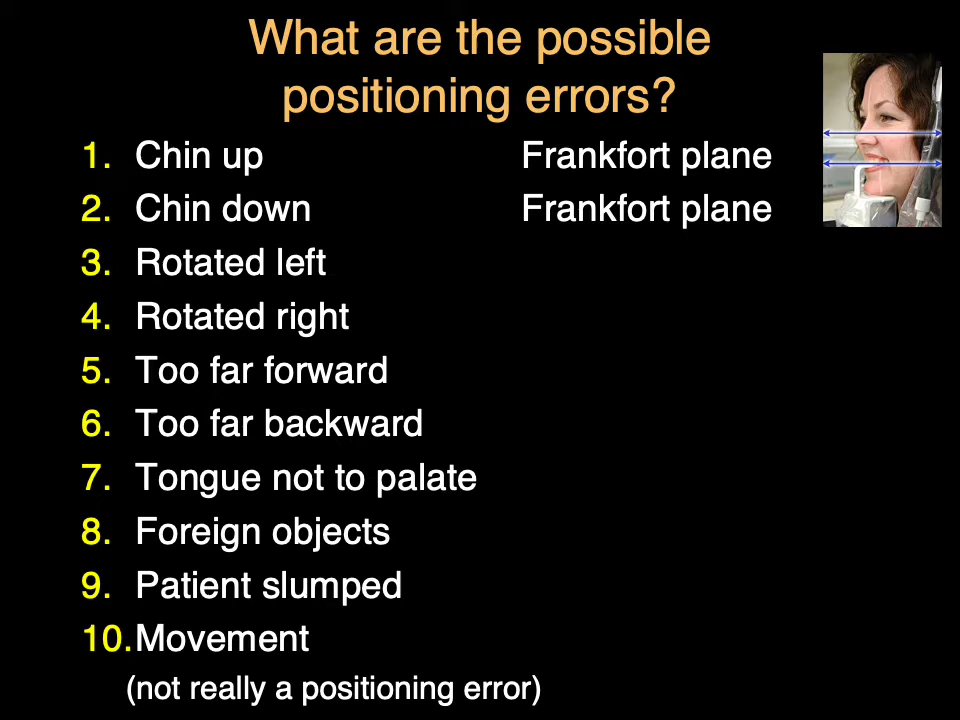 What are the possible
positioning errors?
1. Chin up Frankfort plane
2. Chin down Frankfort plane
3. Rotated left
4. Rotated right
5. Too far forward
6. Too far backward
7. Tongue not to palate
8. Foreign objects
9. Patient slumped
10. Movement
(not really a positioning error)